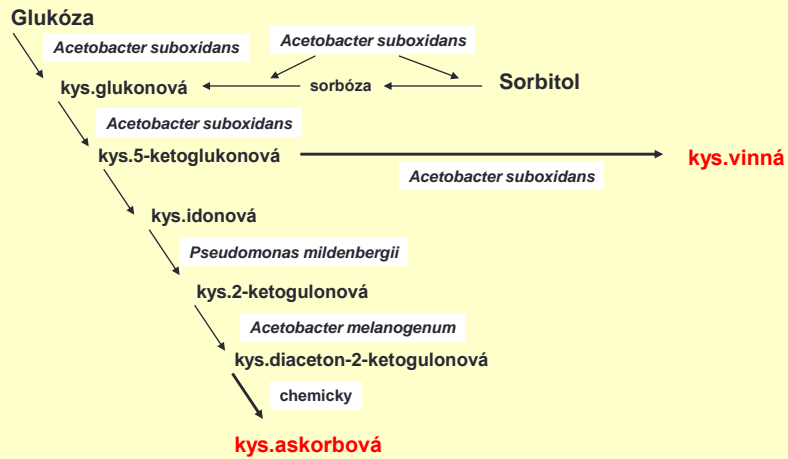 Glukóza
Acetobacter suboxidans
Acetobacter suboxidans
kys.glukonová
sorbóza
Sorbitol
Acetobacter suboxidans
kys.5-ketoglukonová
kys.vinná
Acetobacter suboxidans
kys.idonová
Pseudomonas mildenbergii
kys.2-ketogulonová
Acetobacter melanogenum
kys.diaceton-2-ketogulonová
chemicky
kys.askorbová